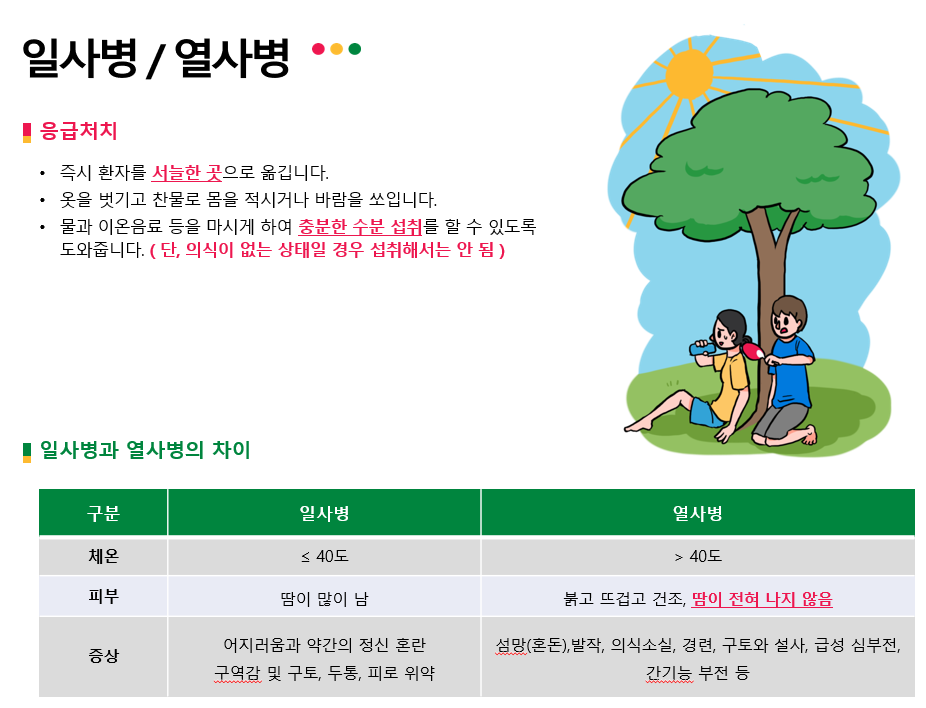 일사병 / 열사병
응급처치
• 즉시 환자를 서늘한 곳으로 옮깁니다.
• 옷을 벗기고 찬물로 몸을 적시거나 바람을 쏘입니다.
• 물과 이온음료 등을 마시게 하여 충분한 수분 섭취를 할 수 있도록
도와줍니다. ( 단, 의식이 없는 상태일 경우 섭취해서는 안 됨 )
일사병과 열사병의 차이
구분 일사병 열사병
체온 ≤ 40도 > 40도
피부 땀이 많이 남 붉고 뜨겁고 건조, 땀이 전혀 나지 않음
증상 어지러움과 약간의 정신 혼란
구역감 및 구토, 두통, 피로 위약
섬망(혼돈),발작, 의식소실, 경련, 구토와 설사, 급성 심부전,
간기능 부전 등